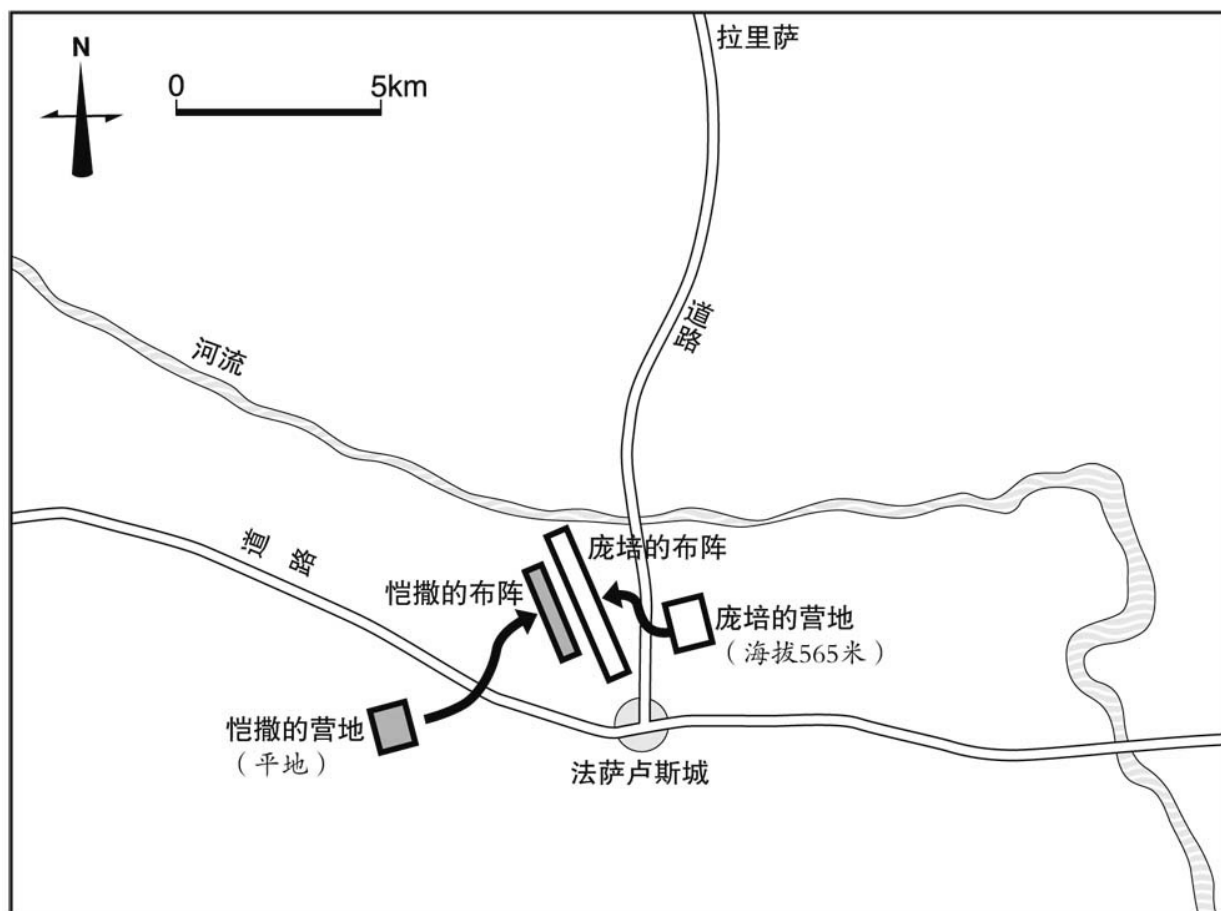 拉里萨
N
0 5km
道路
河流
道路
庞培的布阵
恺撒的布阵
庞培的营地
（海拔565米）
恺撒的营地
（平地）
法萨卢斯城